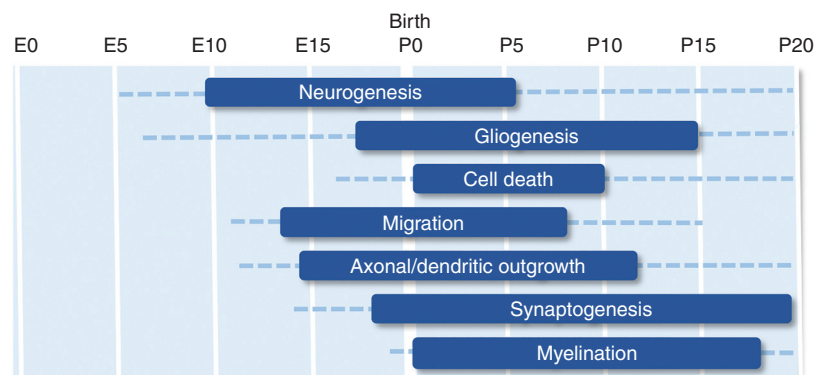 Birth
E0 E5 E10 E15 P0 P5 P10 P15 P20
Neurogenesis
Gliogenesis
Cell death
Migration
Axonal/dendritic outgrowth
Synaptogenesis
Myelination